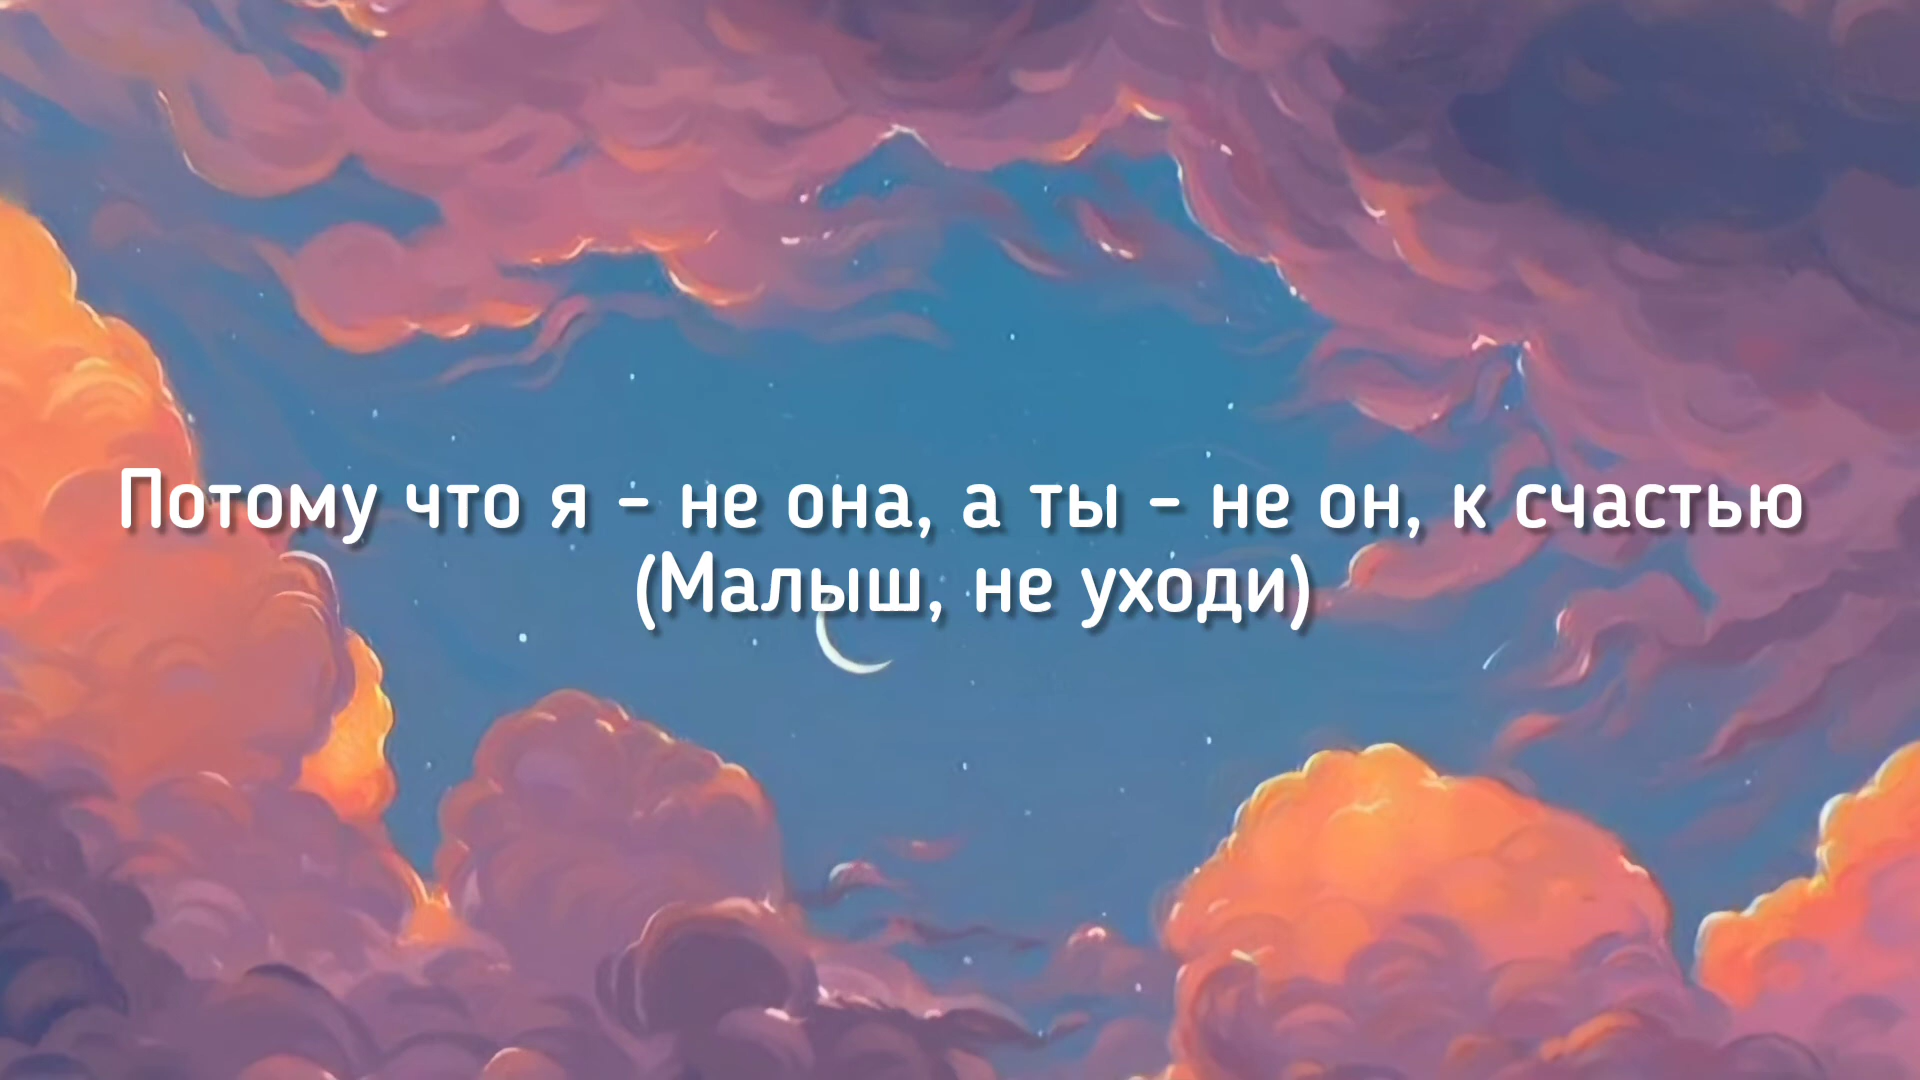 Потому что я - не она, а ты - не он, к счастью
(Малыш, не уходи)